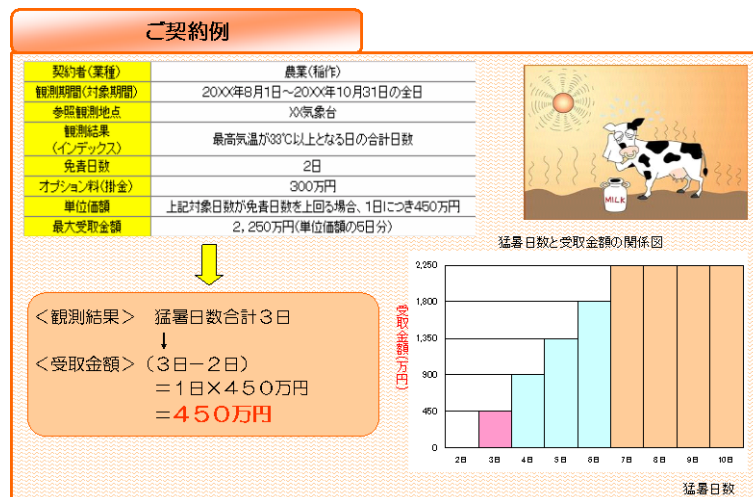 ご契約例
契約者(業種) 農業(稲作)
観測期間(対象期間) 20XX年8月1日～20XX年10月31日の全日
参照観測地点 XX気象台
観測結果
(インデックス) 最高気温が33℃以上となる日の合計日数
免責日数 2日
オプション料(掛金) 300万円
単位価額 上記対象日数が免責日数を上回る場合、1日につき450万円
最大受取金額 2,250万円(単位価額の5日分)
MILK
猛暑日数と受取金額の関係図
＜観測結果＞ 猛暑日数合計３日
↓
＜受取金額＞（３日－２日）
＝１日×４５０万円
＝４５０万円
受取金額(万円)
2,250
1,800
1,350
900
450
0
2日 3日 4日 5日 6日 7日 8日 9日 10日
猛暑日数